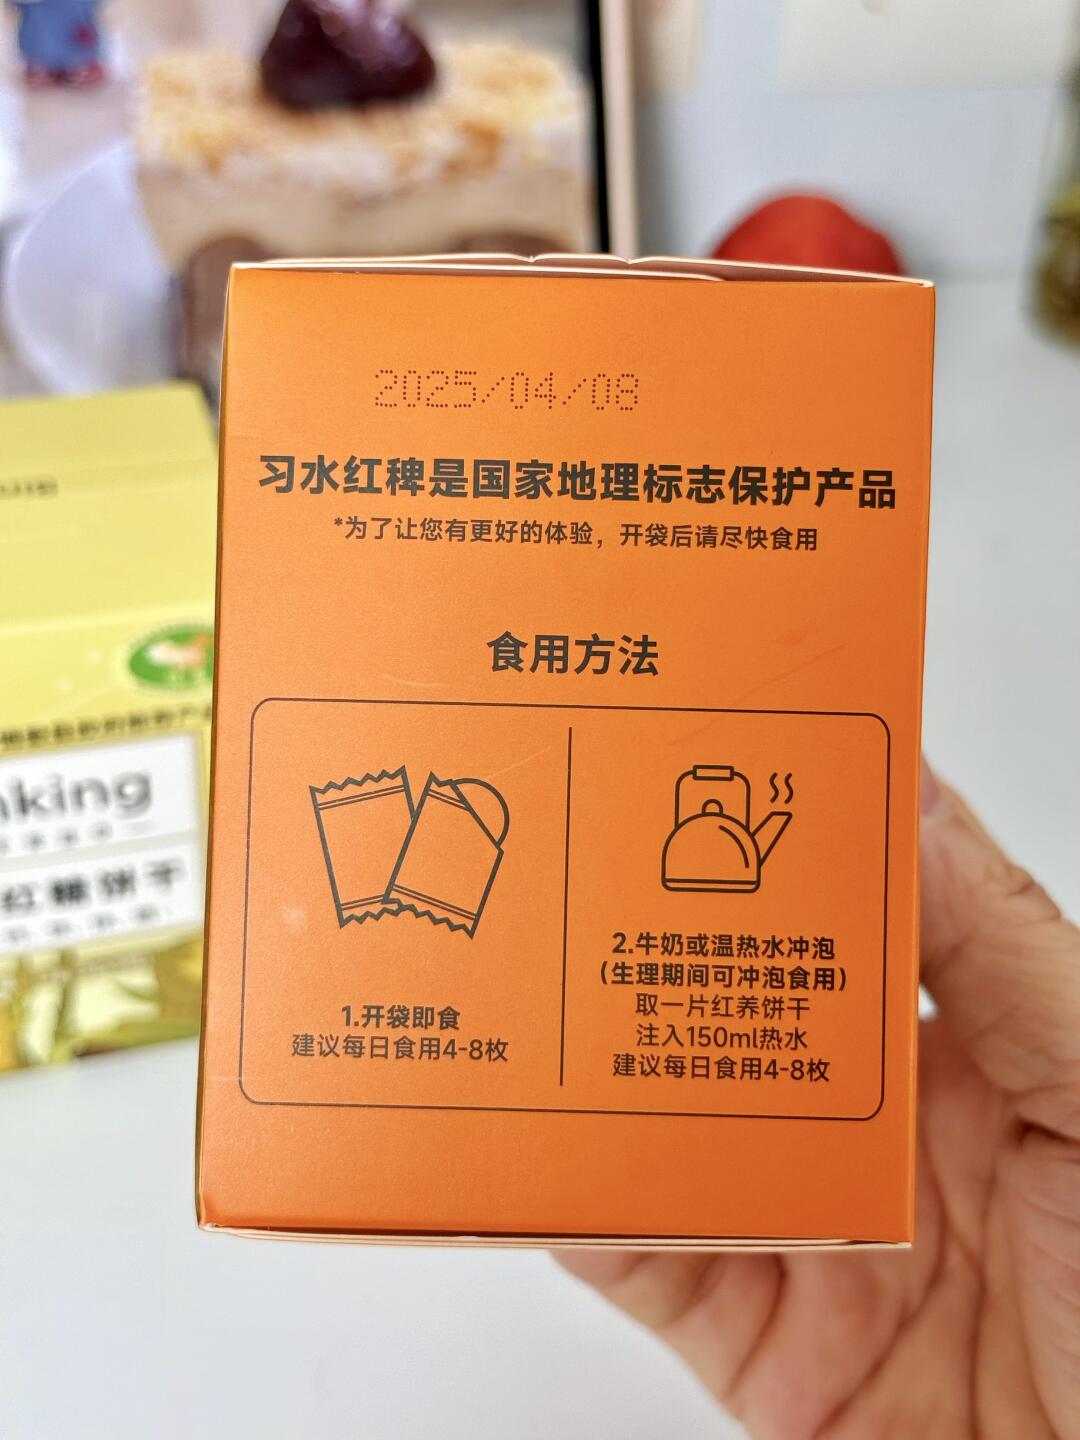 2025/04/08
习水红稗是国家地理标志保护产品
*为了让您有更好的体验，开袋后请尽快食用
食用方法
1.开袋即食
建议每日食用4-8枚
2.牛奶或温热水冲泡
（生理期间可冲泡食用）
取一片红养饼干
注入150ml热水
建议每日食用4-8枚
king
红糖饼干